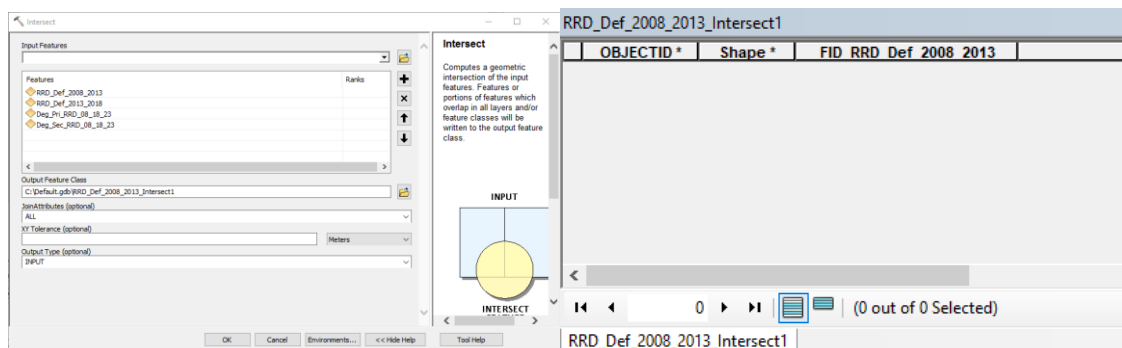 Intersect
Input Features
Features
Ranks
RRD_Def_2008_2013
RRD_Def_2013_2018
Deg_Pri_RRD_08_18_23
Deg_Sec_RRD_08_18_23
Output Feature Class
C:\Default.gdb\RRD_Def_2008_2013_Intersect1
JoinAttributes (optional)
ALL
XY Tolerance (optional)
Meters
Output Type (optional)
INPUT
OK
Cancel
Environments...
<< Hide Help
Tool Help
Intersect
Computes a geometric
intersection of the input
features. Features or
portions of features which
overlap in all layers and/or
feature classes will be
written to the output feature
class.
INPUT
INTERSECT
RRD_Def_2008_2013_Intersect1
OBJECTID * Shape * FID_RRD_Def_2008_2013
0 (0 out of 0 Selected)
RRD_Def_2008_2013_Intersect1